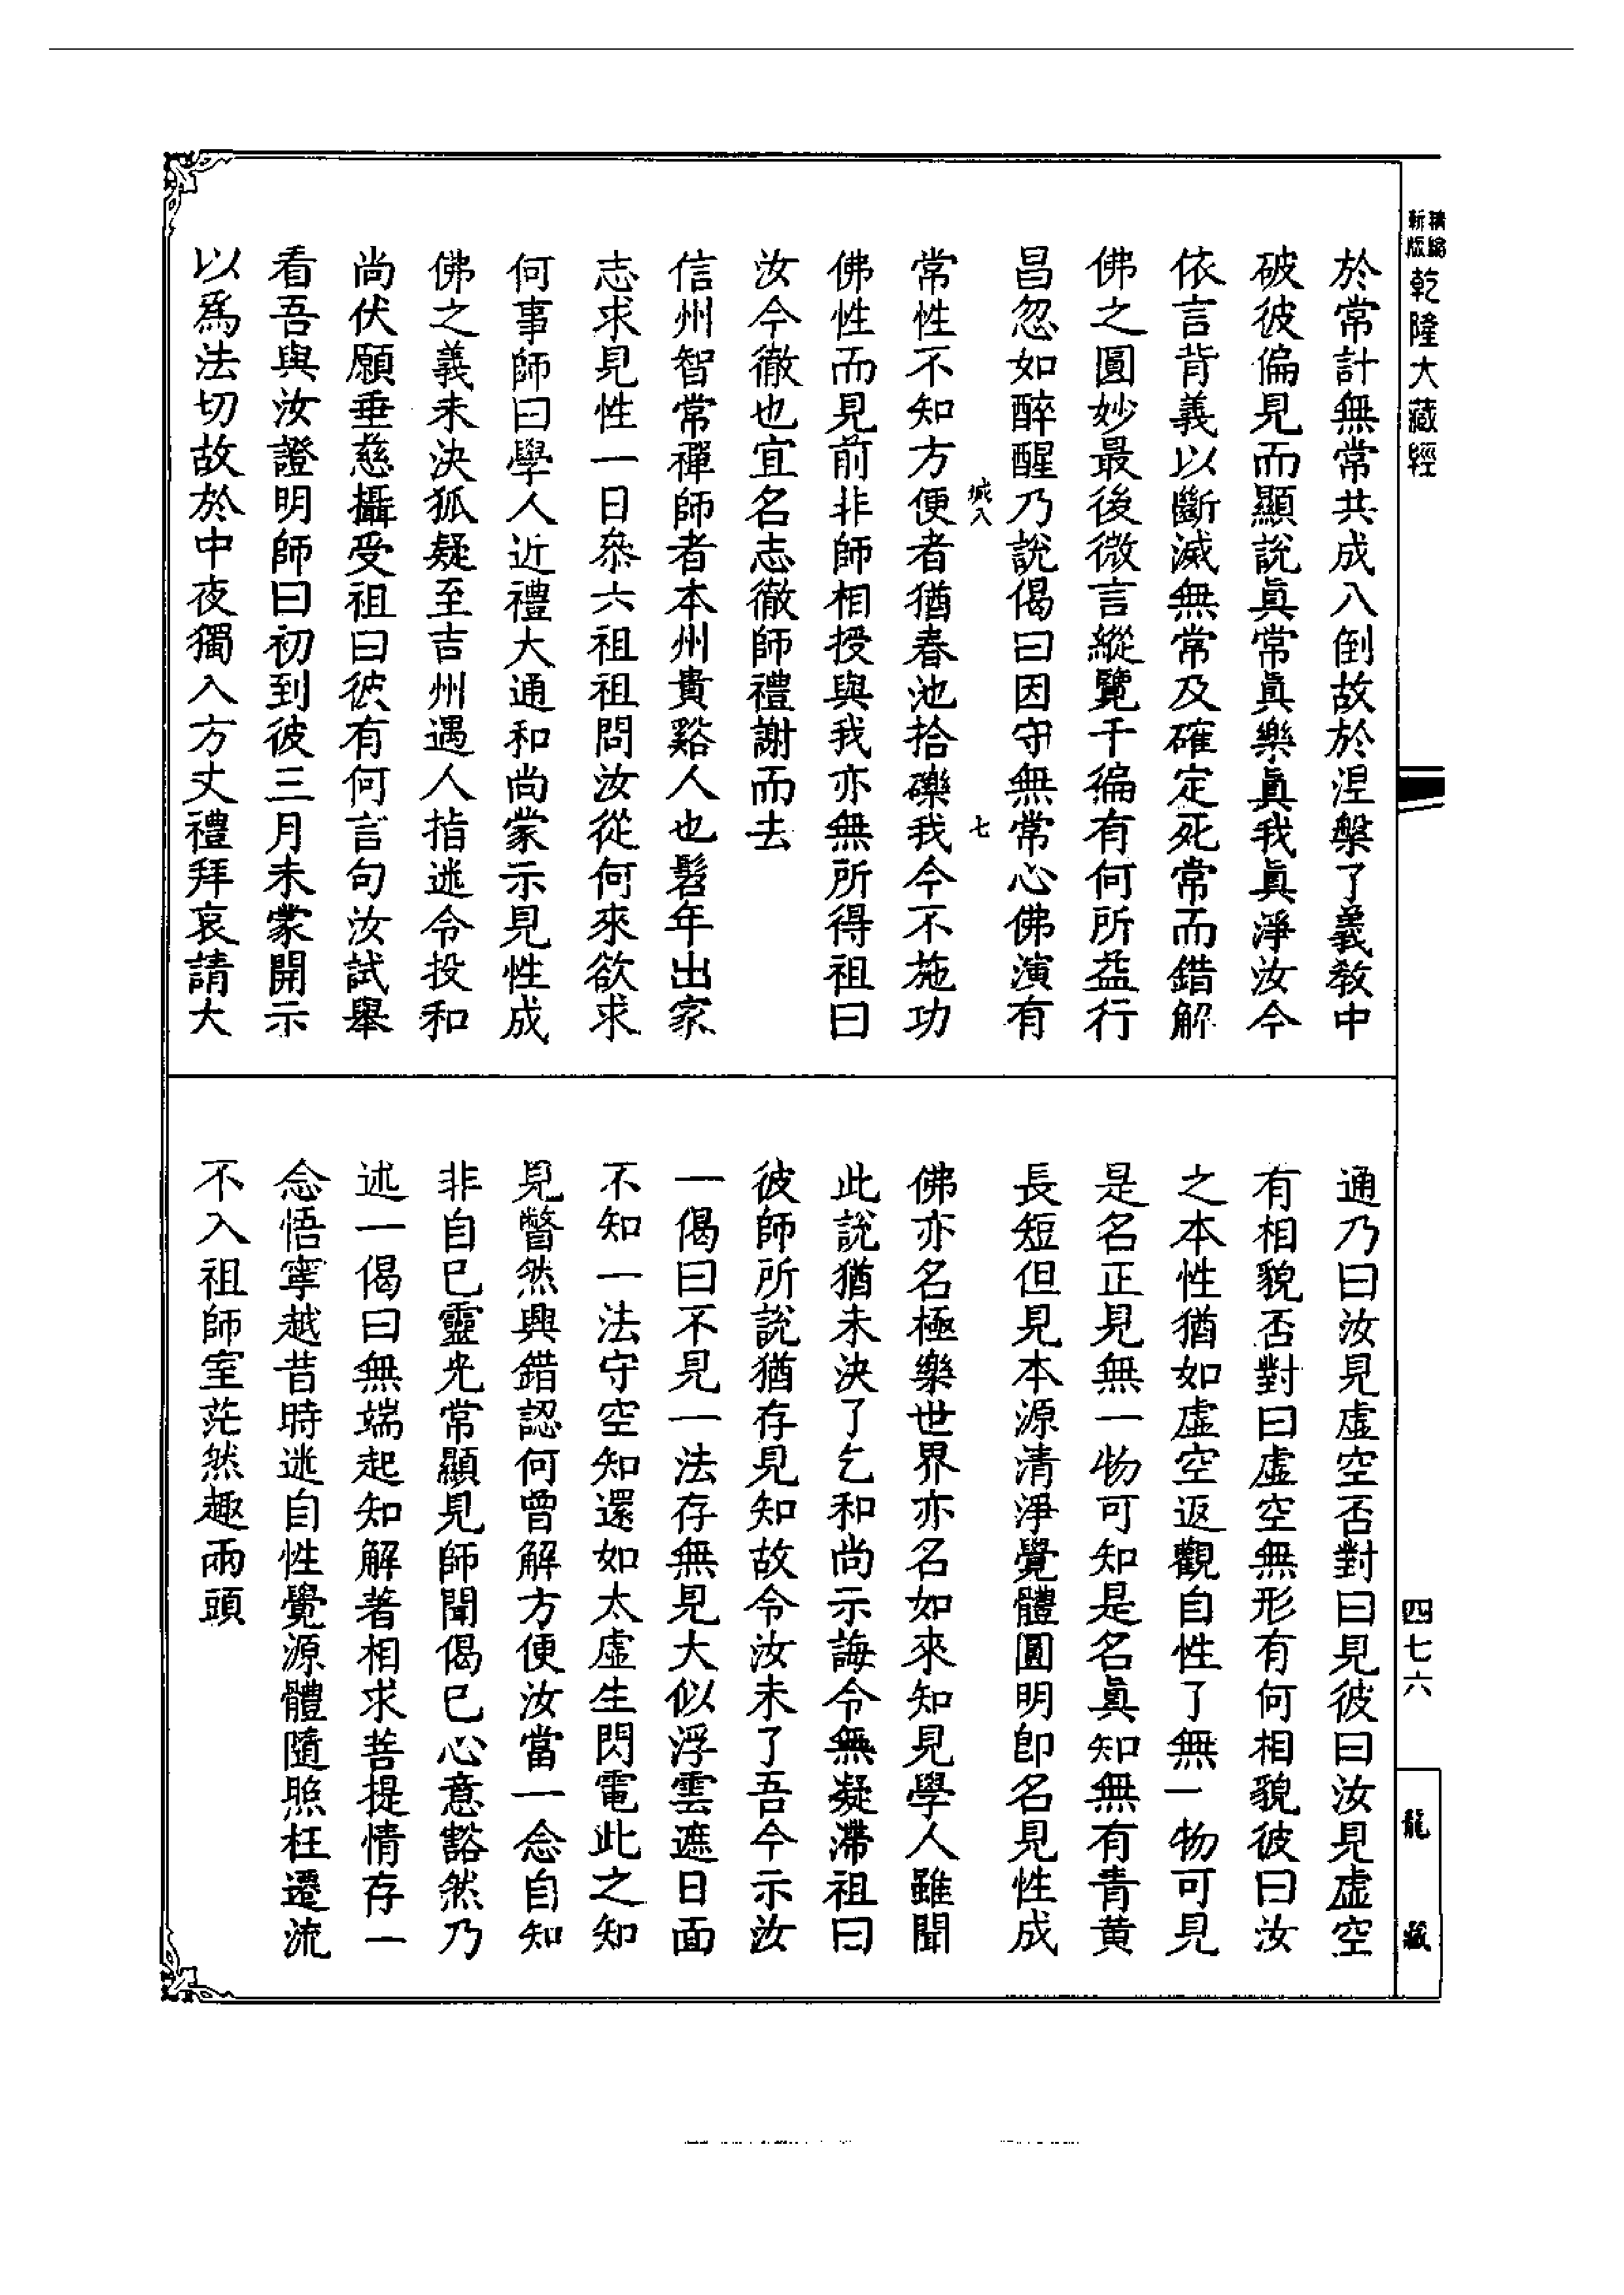 精縮新版
乾隆大藏經
於常計無常共成八倒故於涅槃了義教中
破彼偏見而顯說真常真樂真我真淨汝今
依言背義以斷滅無常及確定死常而錯解
佛之圓妙最後微言縱覽千徧有何所益行
昌忽如醉醒乃說偈曰因守無常心佛演有
城八 七
常性不知方便者猶春池拾礫我今不施功
佛性而見前非師相授與我亦無所得祖曰
汝今徹也宜名志徹師禮謝而去
信州智常禪師者本州貴谿人也髫年出家
志求見性一日叅六祖祖問汝從何來欲求
何事師曰學人近禮大通和尚蒙示見性成
佛之義未決狐疑至吉州遇人指迷令投和
尚伏願垂慈攝受祖曰彼有何言句汝試舉
看吾與汝證明師曰初到彼三月未蒙開示
以為法切故於中夜獨入方丈禮拜哀請大
通乃曰汝見虛空否對曰見彼曰汝見虛空
有相貌否對曰虛空無形有何相貌彼曰汝
之本性猶如虛空返觀自性了無一物可見
是名正見無一物可知是名真知無有青黃
長短但見本源清淨覺體圓明即名見性成
佛亦名極樂世界亦名如來知見學人雖聞
此說猶未決了乞和尚示誨令無凝滯祖曰
彼師所說猶存見知故令汝未了吾今示汝
一偈曰不見一法存無見大似浮雲遮日面
不知一法守空知還如太虛生閃電此之知
見瞥然興錯認何曾解方便汝當一念自知
非自己靈光常顯見師聞偈已心意豁然乃
述一偈曰無端起知解著相求菩提情存一
念悟寧越昔時迷自性覺源體隨照枉遷流
不入祖師室茫然趣兩頭
四七六
龍藏